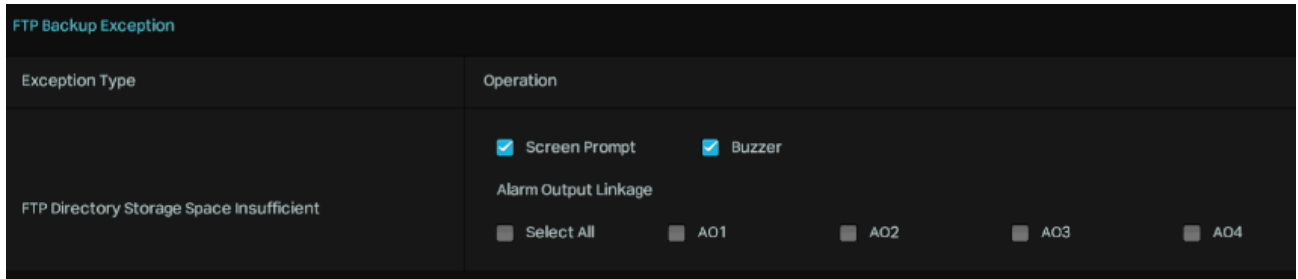 FTP Backup Exception
Exception Type Operation
Screen Prompt Buzzer
Alarm Output Linkage
FTP Directory Storage Space Insufficient
Select All AO1 AO2 AO3 AO4